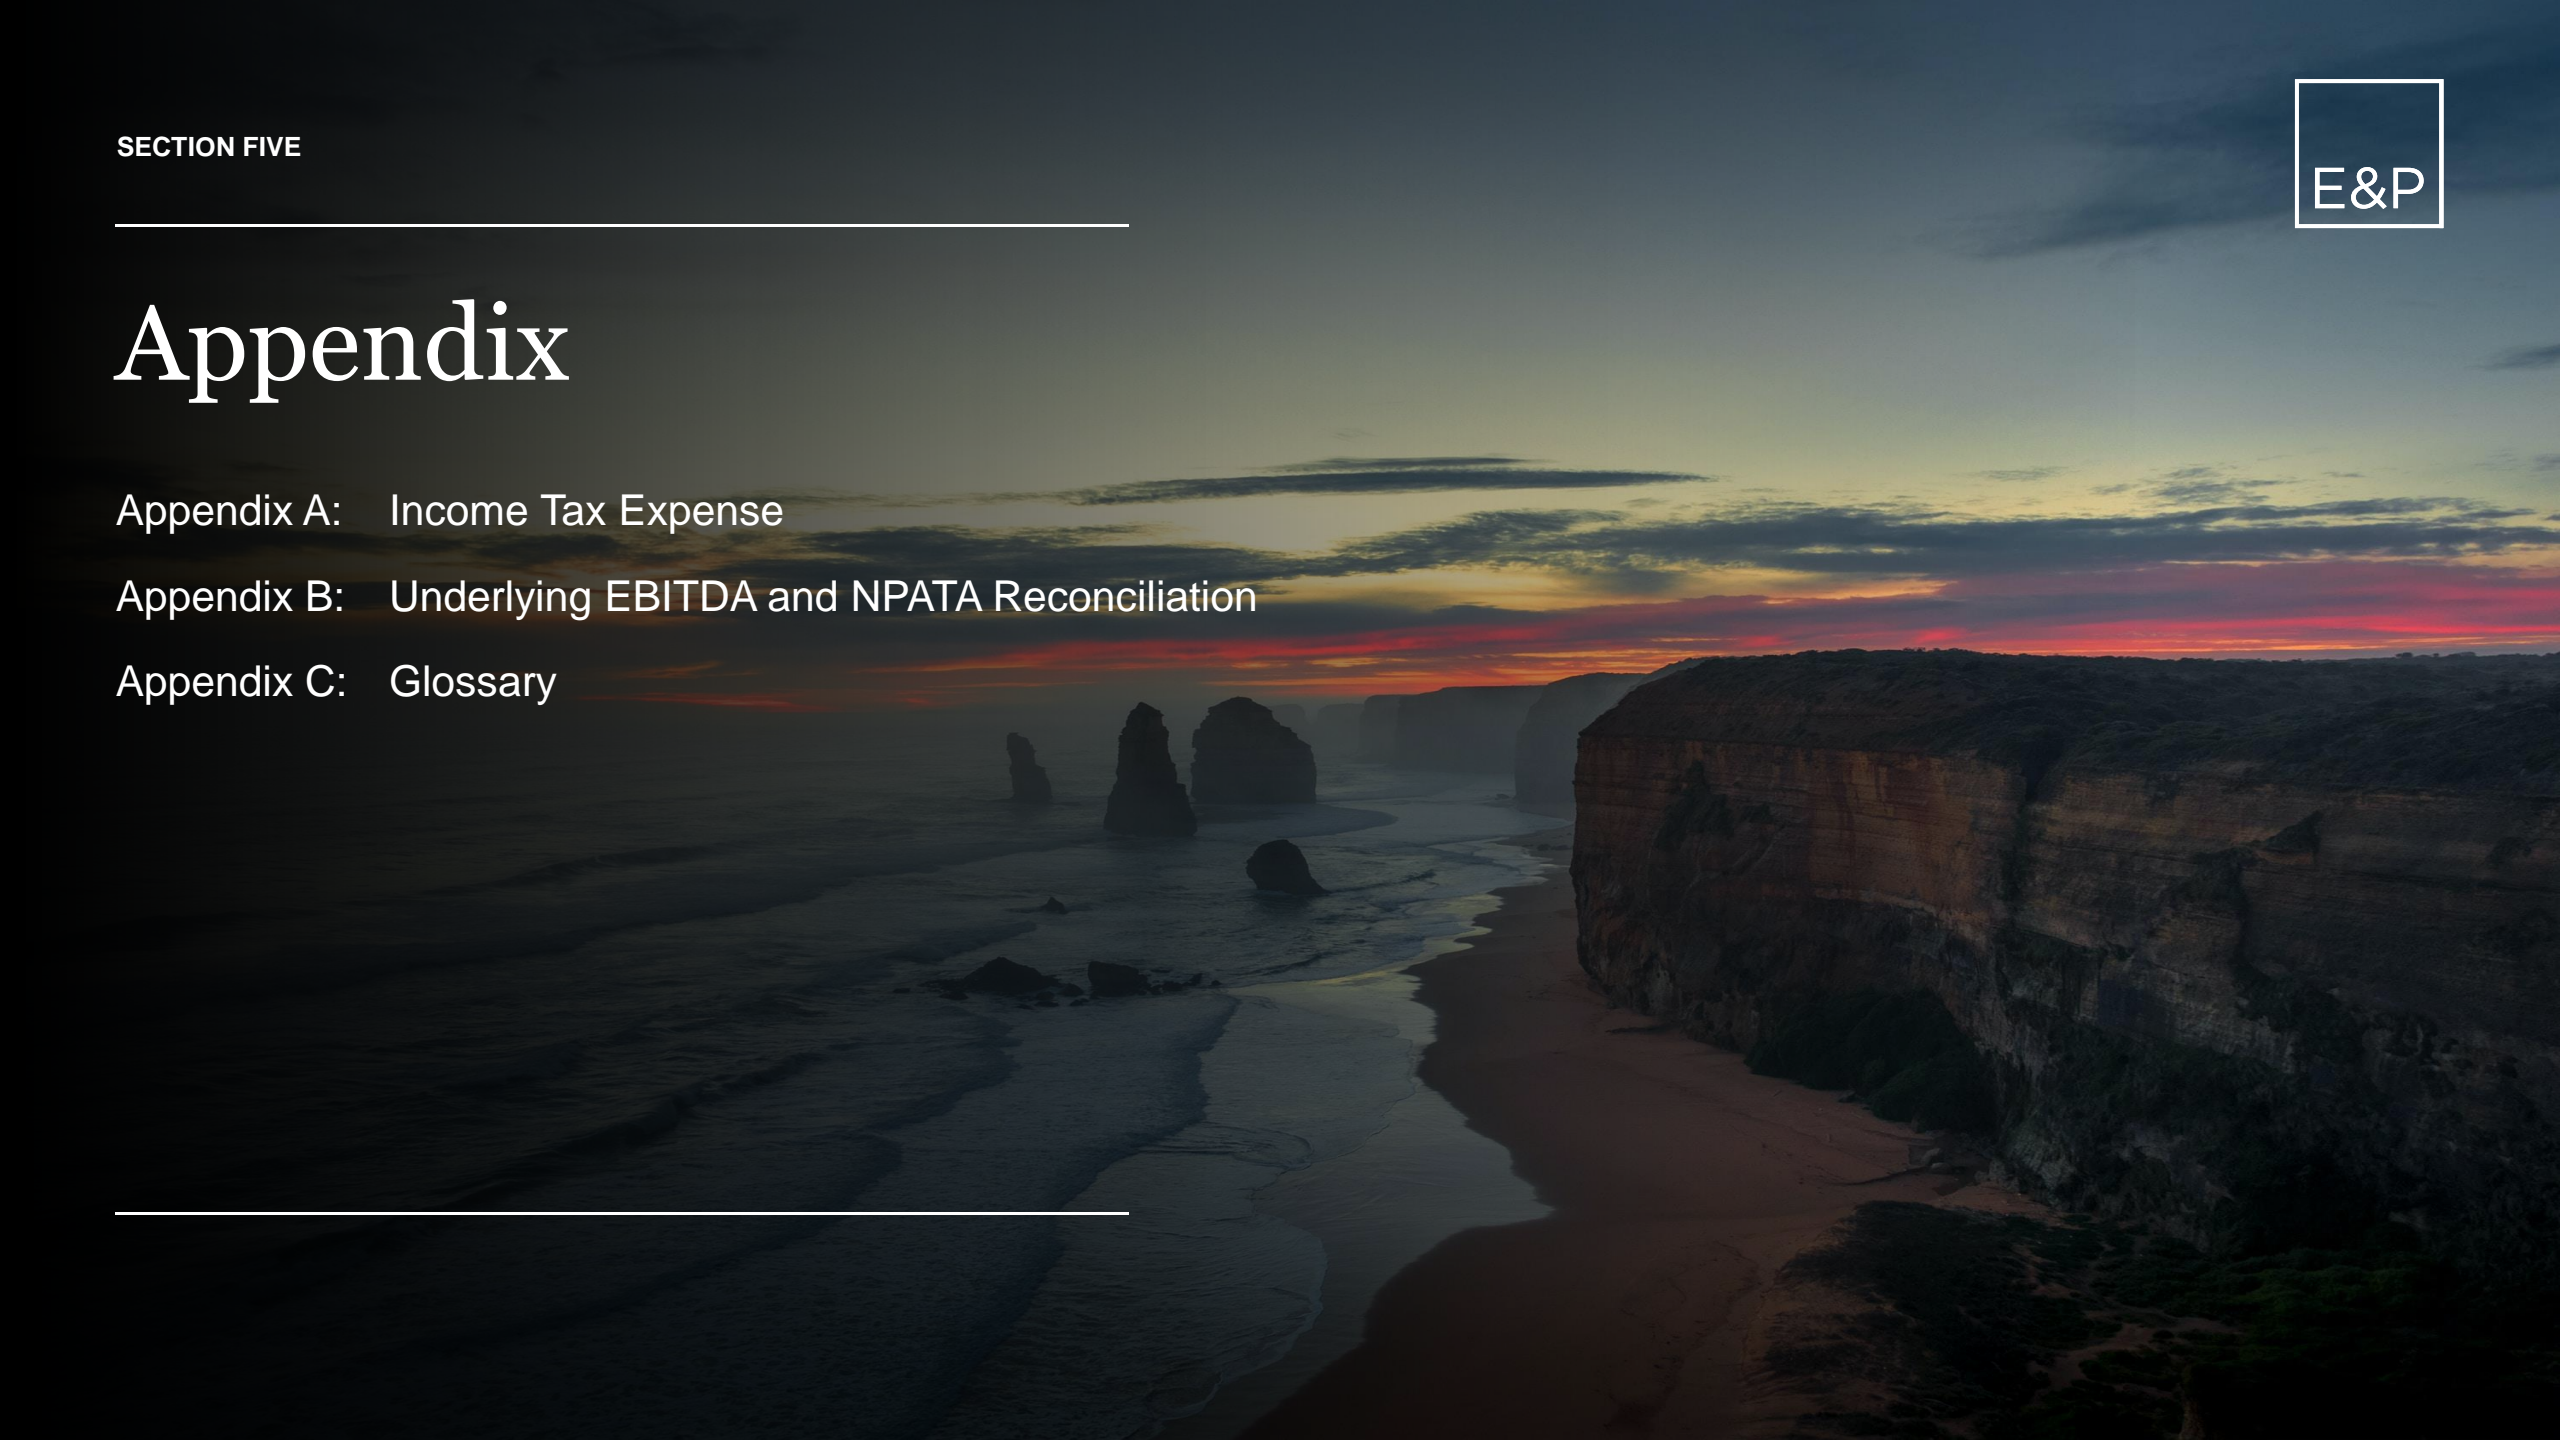 SECTION FIVE
E&P
Appendix
Appendix A: Income Tax Expense
Appendix B: Underlying EBITDA and NPATA Reconciliation
Appendix C: Glossary